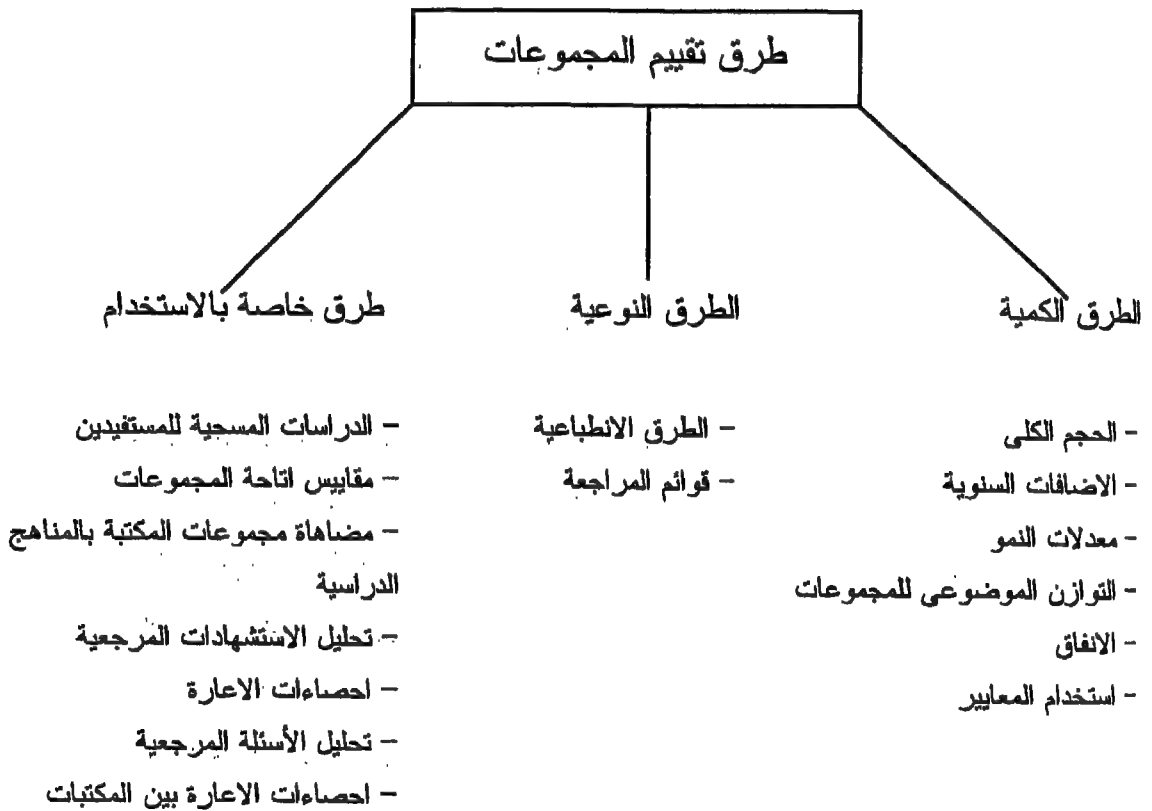 طرق تقييم المجموعات
الطرق الكمية
- الحجم الكلى
- الاضافات السنوية
- معدلات النمو
- التوازن الموضوعى للمجموعات
- الانفاق
- استخدام المعايير
الطرق النوعية
- الطرق الانطباعية
- قوائم المراجعة
طرق خاصة بالاستخدام
- الدراسات المسحية للمستفيدين
- مقاييس اتاحة المجموعات
- مضاهاة مجموعات المكتبة بالمناهج
الدراسية
- تحليل الاستشهادات المرجعية
- احصاءات الاعارة
- تحليل الأسئلة المرجعية
- احصاءات الاعارة بين المكتبات